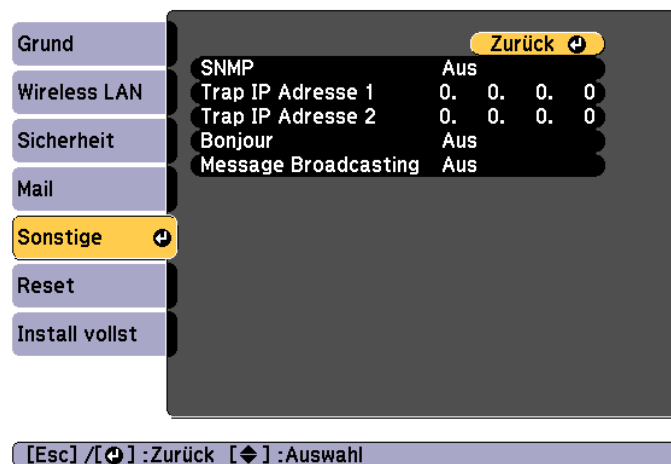 Grund
Wireless LAN
Sicherheit
Mail
Sonstige
Reset
Install vollst
Zurück
SNMP Aus
Trap IP Adresse 1 0. 0. 0. 0
Trap IP Adresse 2 0. 0. 0. 0
Bonjour Aus
Message Broadcasting Aus
[Esc] /[ ] :Zurück [ ] :Auswahl